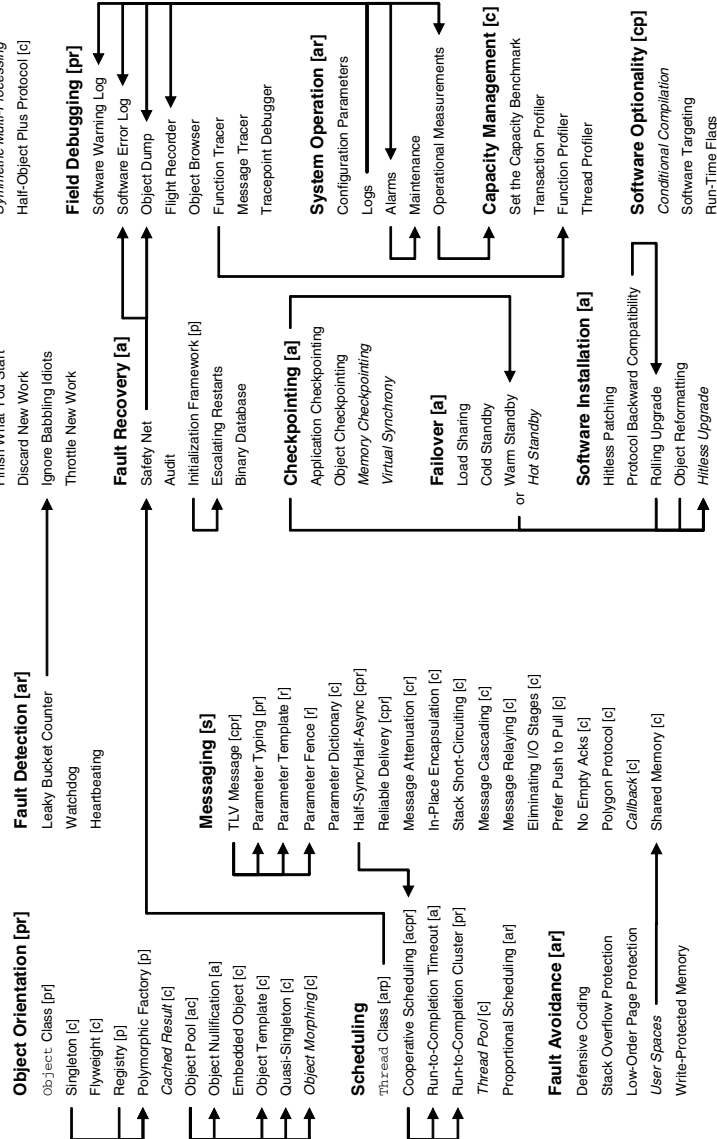 Object Orientation [pr]
Object Class [pr]
Singleton [c]
Flyweight [c]
Registry [p]
Polymorphic Factory [p]
Cached Result [c]
Object Pool [ac]
Object Nullification [a]
Embedded Object [c]
Object Template [c]
Quasi-Singleton [c]
Object Morphing [c]
Scheduling
Thread Class [arp]
Cooperative Scheduling [acpr]
Run-to-Completion Timeout [a]
Run-to-Completion Cluster [pr]
Thread Pool [c]
Proportional Scheduling [ar]
Fault Avoidance [ar]
Defensive Coding
Stack Overflow Protection
Low-Order Page Protection
User Spaces
Write-Protected Memory
Fault Detection [ar]
Leaky Bucket Counter
Watchdog
Heartbeating
Messaging [s]
TLV Message [cpr]
Parameter Typing [pr]
Parameter Template [r]
Parameter Fence [r]
Parameter Dictionary [c]
Half-Sync/Half-Async [cpr]
Reliable Delivery [cpr]
Message Attenuation [cr]
In-Place Encapsulation [c]
Stack Short-Circuiting [c]
Message Cascading [c]
Message Relaying [c]
Eliminating I/O Stages [c]
Prefer Push to Pull [c]
No Empty Acks [c]
Polygon Protocol [c]
Callback [c]
Shared Memory [c]
Finish What You Start
Discard New Work
Ignore Babbling Idiots
Throttle New Work
Fault Recovery [a]
Safety Net
Audit
Initialization Framework [p]
Escalating Restarts
Binary Database
Checkpointing [a]
Application Checkpointing
Object Checkpointing
Memory Checkpointing
Virtual Synchrony
Failover [a]
Load Sharing
Cold Standby
Warm Standby
or
Hot Standby
Software Installation [a]
Hitless Patching
Protocol Backward Compatibility
Rolling Upgrade
Object Reformatting
Hitless Upgrade
Symmetric Multi-Processing
Half-Object Plus Protocol [c]
Field Debugging [pr]
Software Warning Log
Software Error Log
Object Dump
Flight Recorder
Object Browser
Function Tracer
Message Tracer
Tracepoint Debugger
System Operation [ar]
Configuration Parameters
Logs
Alarms
Maintenance
Operational Measurements
Capacity Management [c]
Set the Capacity Benchmark
Transaction Profiler
Function Profiler
Thread Profiler
Software Optionality [cp]
Conditional Compilation
Software Targeting
Run-Time Flags